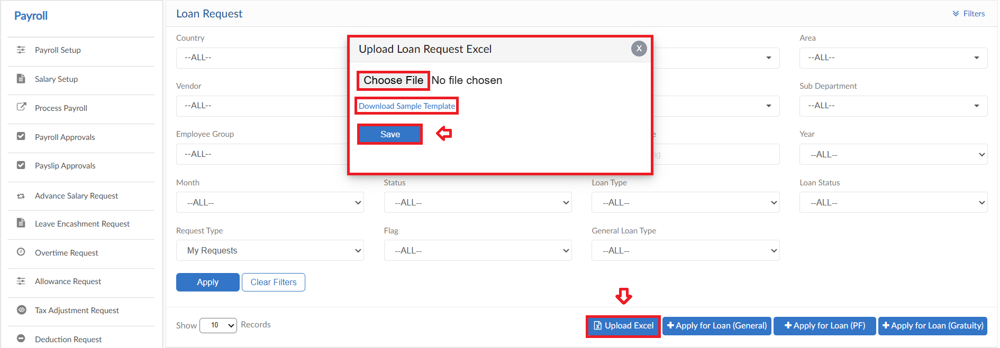 Payroll
Payroll Setup
Salary Setup
Process Payroll
Payroll Approvals
Payslip Approvals
Advance Salary Request
Leave Encashment Request
Overtime Request
Allowance Request
Tax Adjustment Request
Deduction Request
Loan Request
Filters
Country
Area
--ALL--
--ALL--
Vendor
Sub Department
--ALL--
--ALL--
Employee Group
Year
--ALL--
--ALL--
Upload Loan Request Excel
X
Choose File No file chosen
Download Sample Template
Save
Month Status Loan Type Loan Status
--ALL-- --ALL-- --ALL-- --ALL--
Request Type Flag General Loan Type
My Requests --ALL-- --ALL--
Apply Clear Filters
Show 10 Records
Upload Excel +Apply for Loan (General) +Apply for Loan (PF) +Apply for Loan (Gratuity)